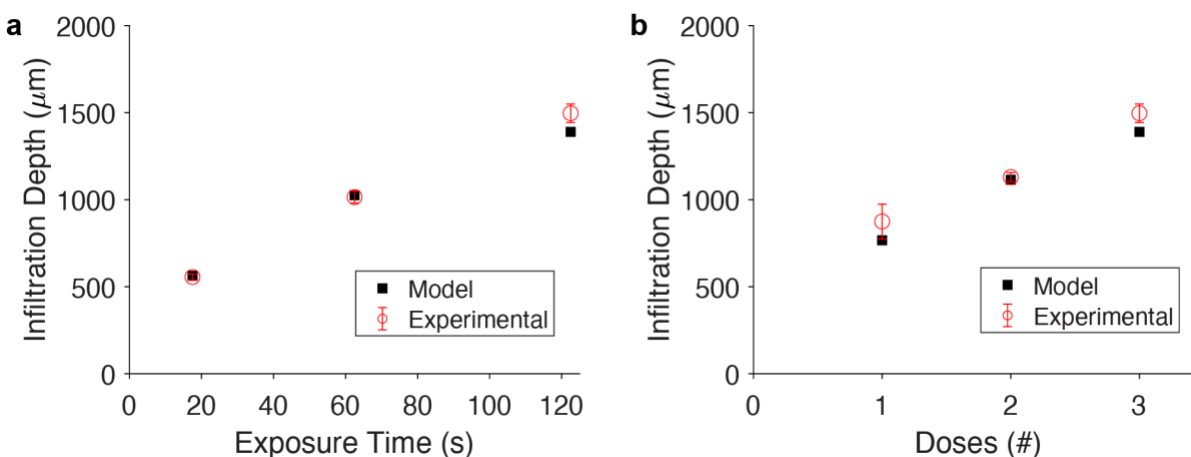 a
2000
1500
1000
500
0
Infiltration Depth (μm)
0 20 40 60 80 100 120
Exposure Time (s)
Model
Experimental
b
2000
1500
1000
500
0
Infiltration Depth (μm)
0 1 2 3
Doses (#)
Model
Experimental